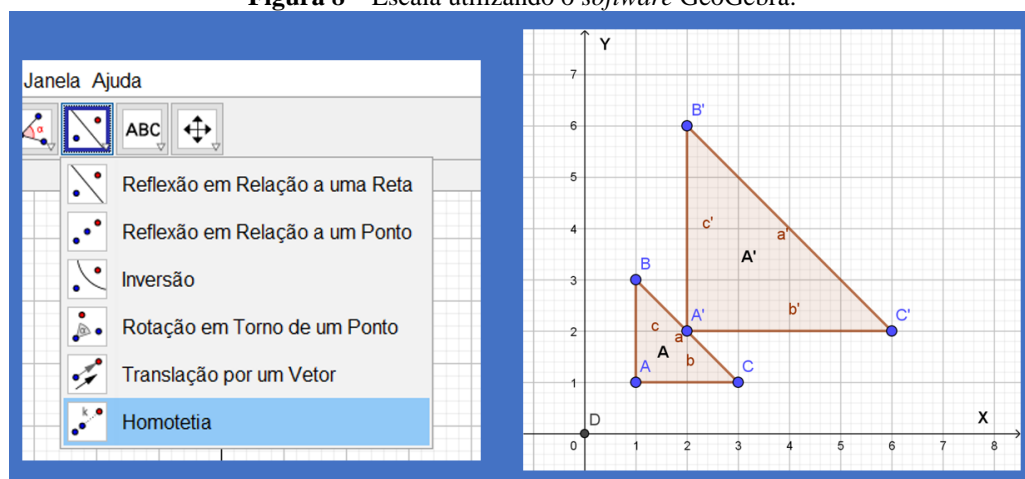 Figura 8 – Escala utilizando o software GeoGebra.
Janela Ajuda
α
ABC
Reflexão em Relação a uma Reta
Reflexão em Relação a um Ponto
Inversão
Rotação em Torno de um Ponto
Translação por um Vetor
k
Homotetia
Y
7
B'
6
5
c'
a'
4
A'
B
3
b'
c
A'
C'
2
a
A
b
A
C
1
D
X
0 1 2 3 4 5 6 7 8